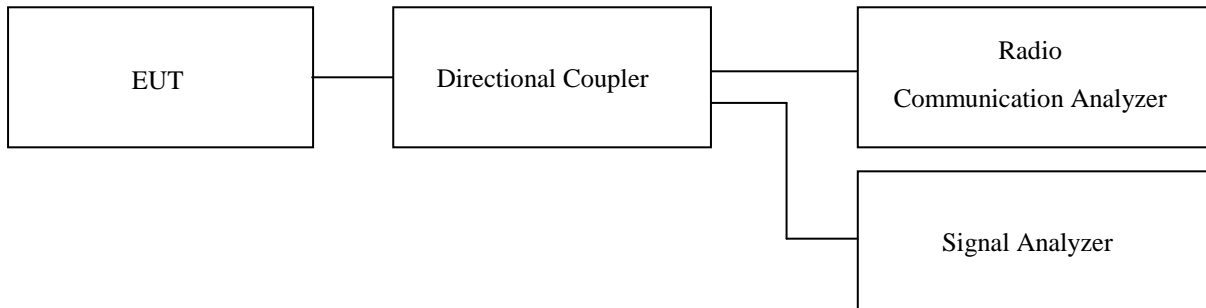 EUT
Directional Coupler
Radio
Communication Analyzer
Signal Analyzer